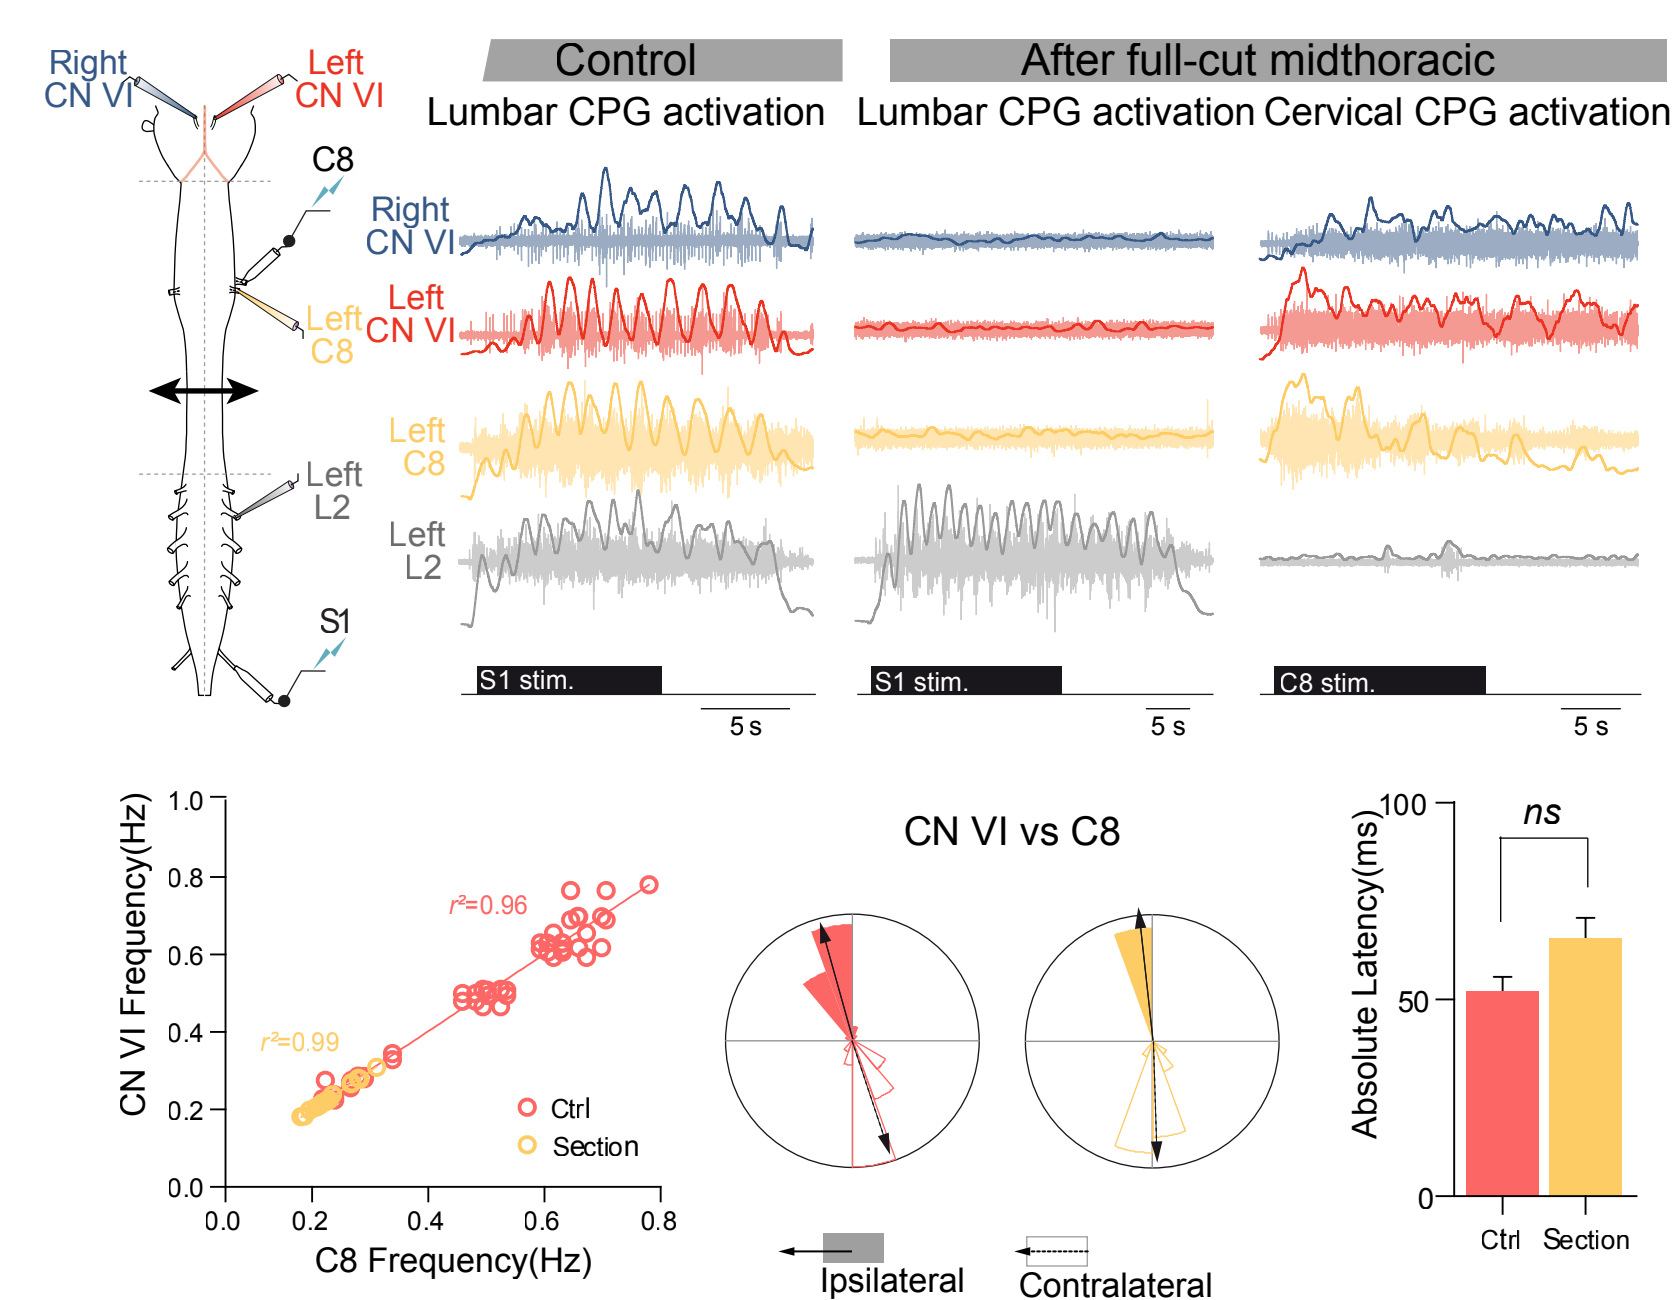 Right
CN VI
Left
CN VI
C8
Left
C8
Left
L2
S1
Control
After full-cut midthoracic
Lumbar CPG activation
Lumbar CPG activation
Cervical CPG activation
Right
CN VI
Left
CN VI
Left
C8
Left
L2
S1 stim.
S1 stim.
C8 stim.
5 s
5 s
5 s
CN VI Frequency(Hz)
1.0
0.8
0.6
0.4
0.2
0.0
r²=0.96
r²=0.99
Ctrl
Section
0.0
0.2
0.4
0.6
0.8
C8 Frequency(Hz)
CN VI vs C8
Ipsilateral
Contralateral
Absolute Latency(ms)
100
50
0
ns
Ctrl
Section